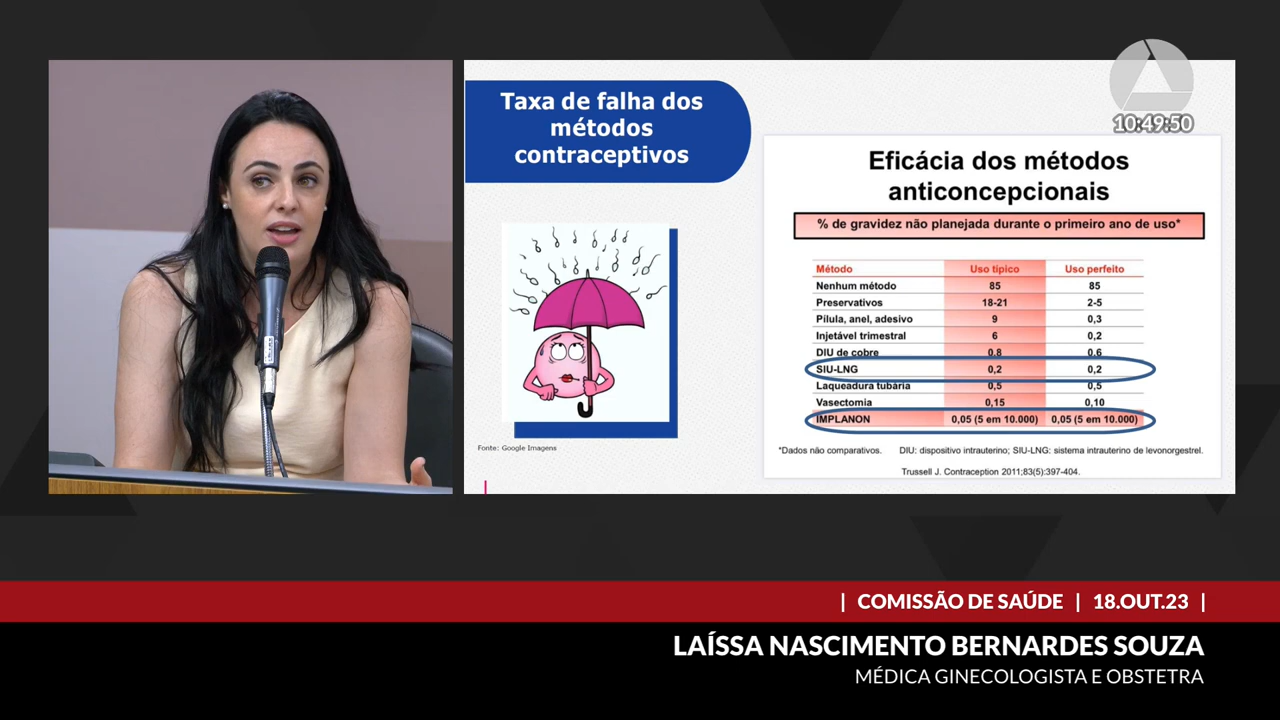 Taxa de falha dos
métodos
contraceptivos
Fonte: Google Imagens
10:49:50
Eficácia dos métodos
anticoncepcionais
% de gravidez não planejada durante o primeiro ano de uso*
Método Uso típico Uso perfeito
Nenhum método 85 85
Preservativos 18-21 2-5
Pílula, anel, adesivo 9 0,3
Injetável trimestral 6 0,2
DIU de cobre 0,8 0,6
SIU-LNG 0,2 0,2
Laqueadura tubária 0,5 0,5
Vasectomia 0,15 0,10
IMPLANON 0,05 (5 em 10.000) 0,05 (5 em 10.000)
*Dados não comparativos. DIU: dispositivo intrauterino; SIU-LNG: sistema intrauterino de levonorgestrel.
Trussell J. Contraception 2011;83(5):397-404.
| COMISSÃO DE SAÚDE | 18.OUT.23 |
LAÍSSA NASCIMENTO BERNARDES SOUZA
MÉDICA GINECOLOGISTA E OBSTETRA